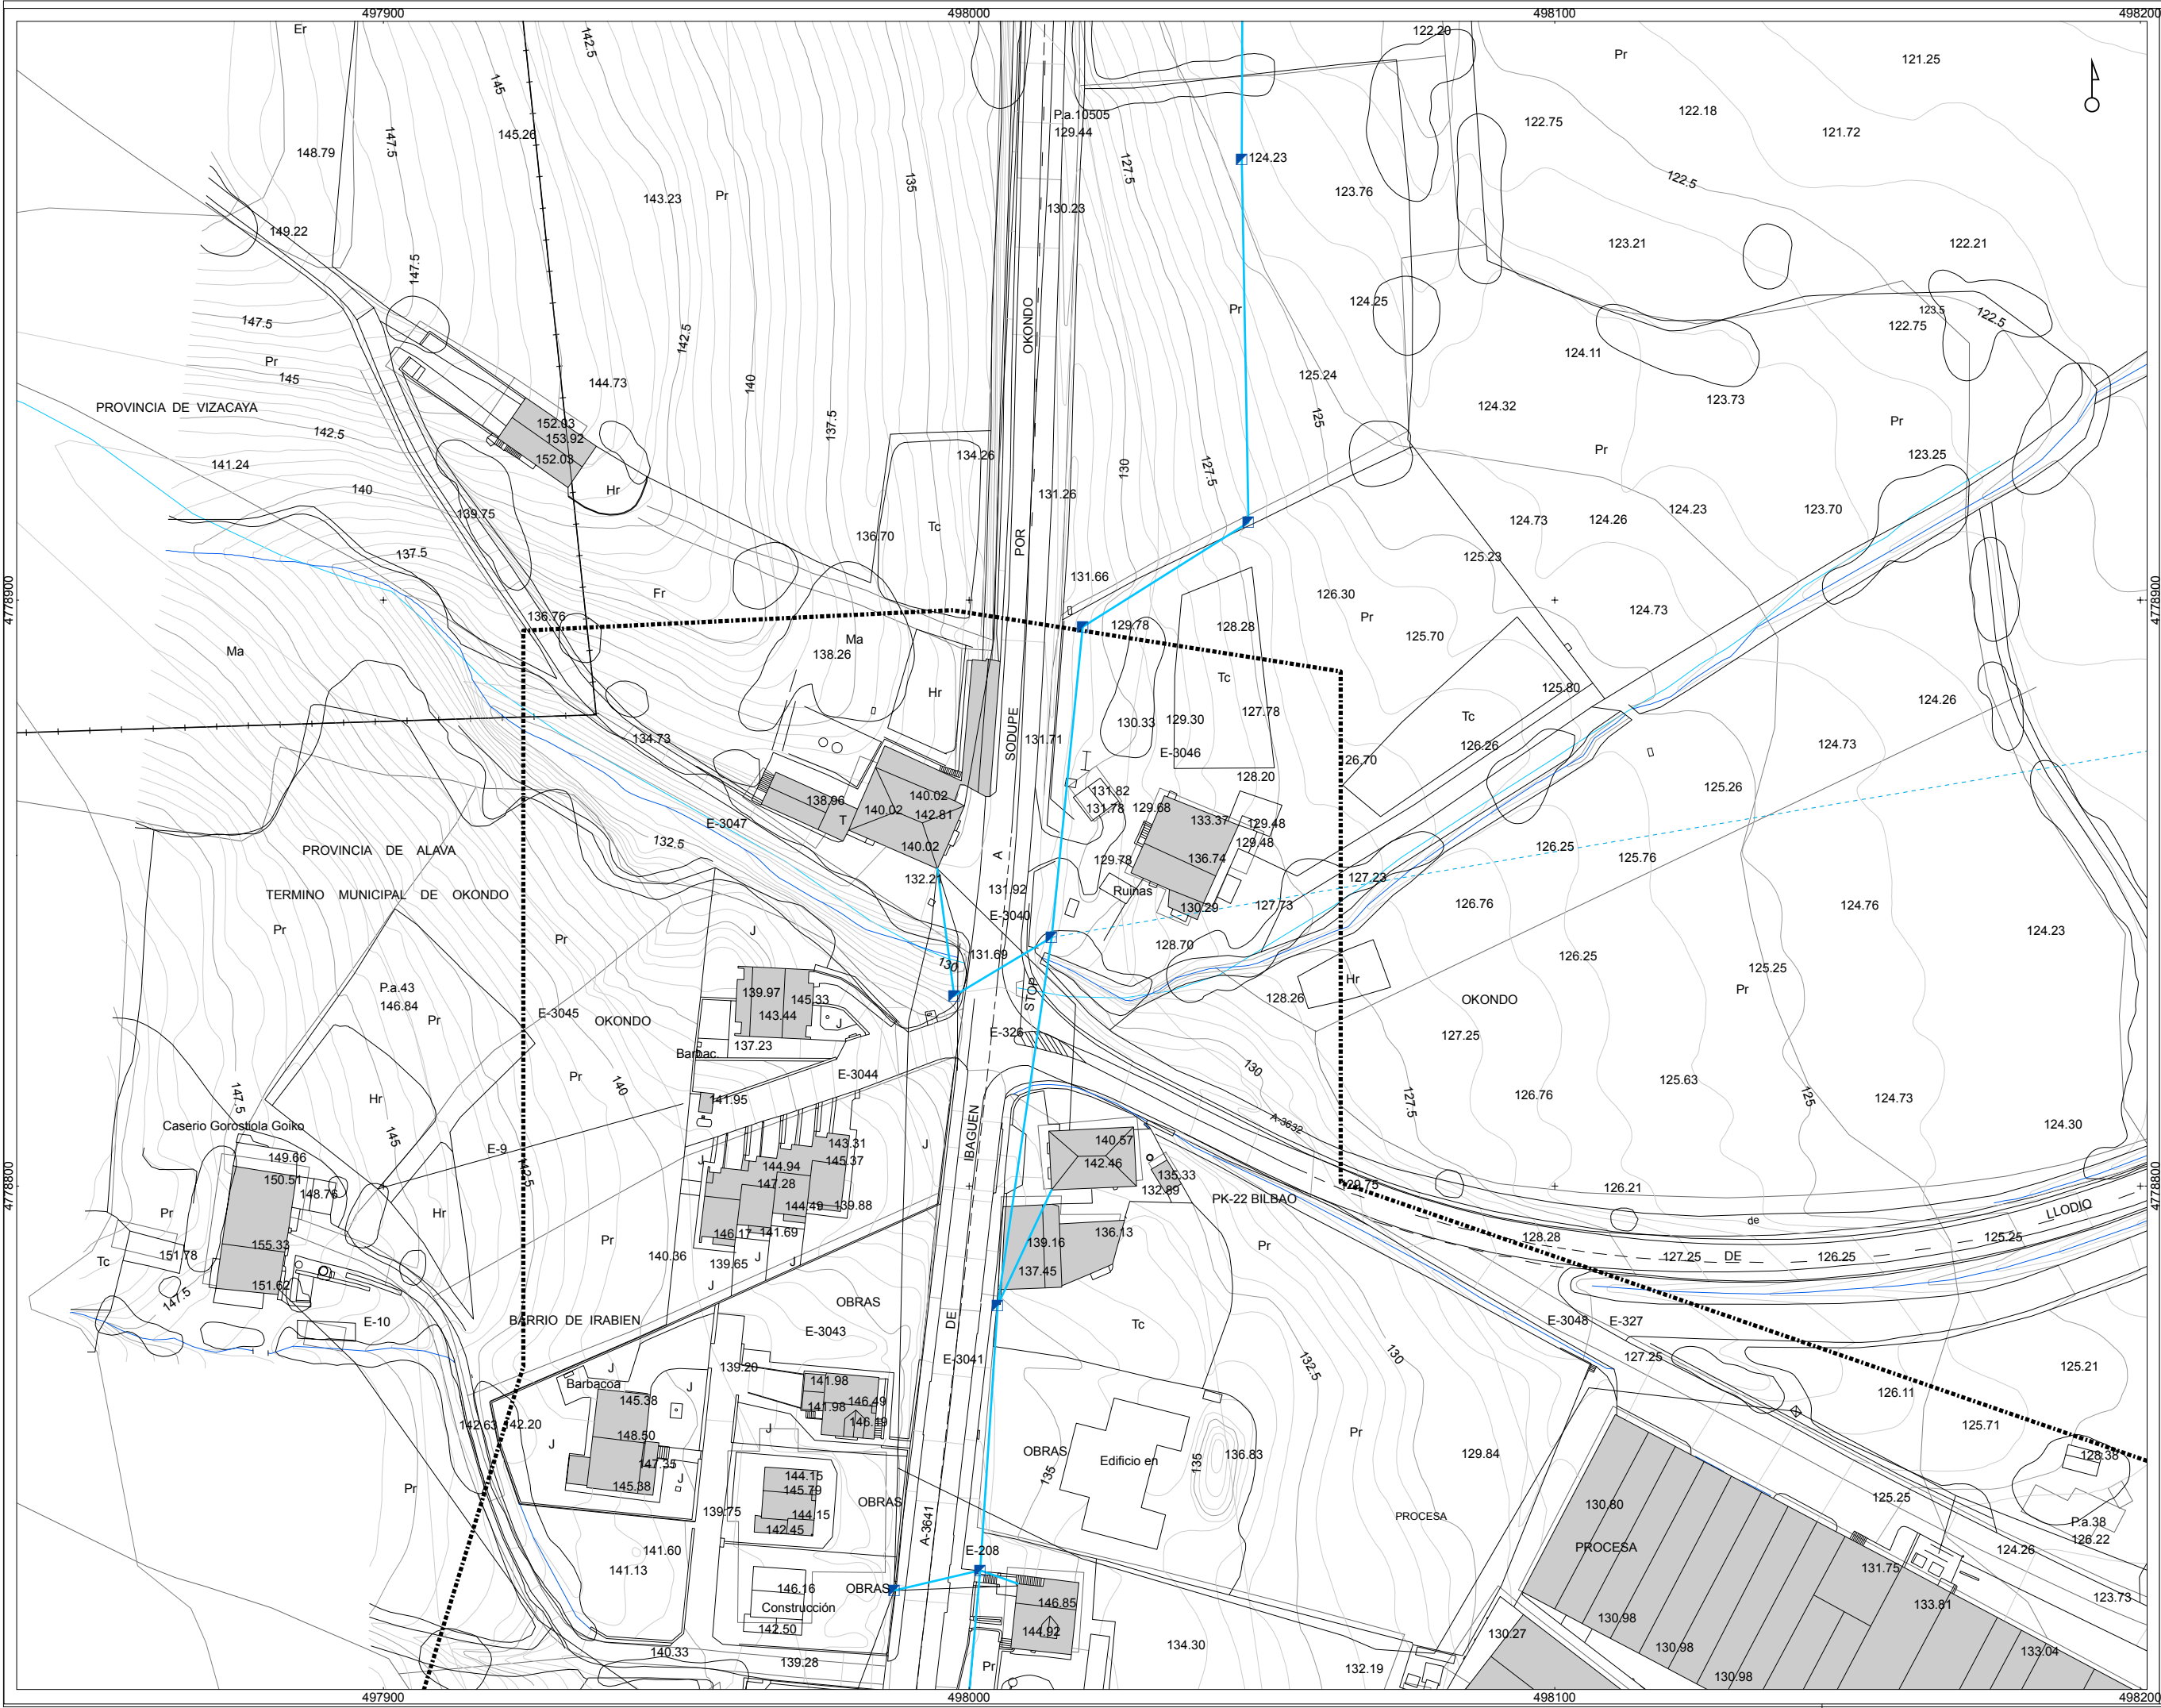 497900 498000 498100 498200
Er 142.5 122.20 Pr 121.25
145 P.a.10505 122.18
145.26 129.44 122.75 121.72
148.79 147.5 127.5 124.23
143.23 Pr 135 123.76 122.5
149.22 130.23 123.21 122.21
147.5 Pr 124.25 123.5 122.5
147.5 142.5 OKONDO 122.75
Pr 124.11
145 144.73 140 125.24
PROVINCIA DE VIZACAYA 124.32 123.73
152.03 137.5 125 Pr
142.5 153.92
141.24 152.03 134.26 130 127.5 Pr 123.25
140 Hr 131.26
139.75 Tc 124.73 124.26 124.23 123.70
136.70 POR
137.5 125.23
131.66
4778900 Fr 126.30 124.73 4778900
136.76 129.78 128.28 Pr
Ma 138.26 Ma 125.70
Hr Tc 125.80
134.73 131.71 130.33 129.30 127.78 Tc 124.26
SODUPE E-3046 126.26 124.73
128.20 126.70
138.96 140.02 131.82 125.26
140.02 142.81 131.78 129.68 133.37
E-3047 T 129.48
132.5 140.02 A 136.74 129.48 126.25
PROVINCIA DE ALAVA 129.78 125.76
132.21 127.23
TERMINO MUNICIPAL DE OKONDO 131.92 Ruinas
E-3040 130.29 127.73 126.76 124.76
Pr Pr J 128.70 124.23
130 131.69 126.25 125.25
P.a.43 139.97 145.33 STOP Hr Pr
146.84 Pr 143.44 J 128.26 OKONDO
E-3045 OKONDO E-326 127.25
Barbac. 137.23
Pr 140 E-3044 130 125.63
147.5 Hr 141.95 127.5 126.76 125 124.73
Caserio Gorostiola Goiko A-3632 124.30
145 E-9 143.31 J IBAGUEN 140.57
149.66 142.5 J 144.94 145.37 142.46
150.51 147.28 135.33
148.76 144.49 139.88 132.89 PK-22 BILBAO 129.75 126.21
4778800 4778800
Pr Hr 146.17 141.69 136.13 de LLODIO
Tc 151.78 155.33 Pr 140.36 139.65 J J 139.16 Pr 128.28 127.25 DE 126.25 125.25
151.62 J 137.45
147.5 OBRAS
E-10 BARRIO DE IRABIEN E-3043 DE Tc E-3048 E-327
E-3041 132.5 130 127.25
J 139.20 125.21
Barbacoa J 141.98
145.38 141.98 146.49 126.11
142.63 142.20 146.19 Pr 125.71
J 148.50 J OBRAS Edificio en 135 136.83 129.84
147.35 J 144.15 135 128.38
Pr 145.38 145.79 OBRAS
139.75 144.15 A-3641 PROCESA 130.80 125.25 P.a.38
142.45 126.22
141.60 E-208 PROCESA 124.26
141.13 146.16 OBRAS 131.75
Construcción 146.85 130.98 133.81 123.73
142.50 144.92 134.30 130.27 130.98 133.04
140.33 139.28 Pr 132.19 130.98
497900 498000 498100 498200